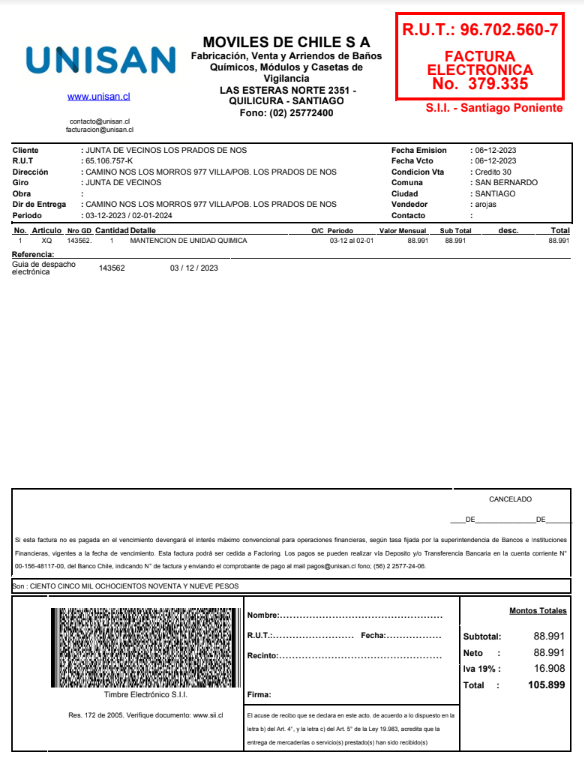 UNISAN
www.unisan.cl
contacto@unisan.cl
facturacion@unisan.cl
MOVILES DE CHILE S A
Fabricación, Venta y Arriendos de Baños
Químicos, Módulos y Casetas de
Vigilancia
LAS ESTERAS NORTE 2351 -
QUILICURA - SANTIAGO
Fono: (02) 25772400
R.U.T.: 96.702.560-7
FACTURA
ELECTRONICA
No. 379.335
S.I.I. - Santiago Poniente
Cliente : JUNTA DE VECINOS LOS PRADOS DE NOS Fecha Emision : 06-12-2023
R.U.T : 65.106.757-K Fecha Vcto : 06-12-2023
Dirección : CAMINO NOS LOS MORROS 977 VILLA/POB. LOS PRADOS DE NOS Condicion Vta : Credito 30
Giro : JUNTA DE VECINOS Comuna : SAN BERNARDO
Obra : Ciudad : SANTIAGO
Dir de Entrega : CAMINO NOS LOS MORROS 977 VILLA/POB. LOS PRADOS DE NOS Vendedor : arojas
Periodo : 03-12-2023 / 02-01-2024 Contacto :
No. Articulo Nro GD Cantidad Detalle O/C Periodo Valor Mensual Sub Total desc. Total
1 XQ 143562. 1 MANTENCION DE UNIDAD QUIMICA 03-12 al 02-01 88.991 88.991 88.991
Referencia:
Guia de despacho electrónica 143562 03 / 12 / 2023
CANCELADO
____DE________________DE______
Si esta factura no es pagada en el vencimiento devengará el interés máximo convencional para operaciones financieras, según tasa fijada por la superintendencia de Bancos e Instituciones
Financieras, vigentes a la fecha de vencimiento. Esta factura podrá ser cedida a Factoring. Los pagos se pueden realizar vía Deposito y/o Transferencia Bancaria en la cuenta corriente N°
00-156-48117-00, del Banco Chile, indicando N° de factura y enviando el comprobante de pago al mail pagos@unisan.cl fono; (56) 2 2577-24-06.
Son : CIENTO CINCO MIL OCHOCIENTOS NOVENTA Y NUEVE PESOS
Timbre Electrónico S.I.I.
Res. 172 de 2005. Verifique documento: www.sii.cl
Nombre:..............................................
R.U.T.:....................... Fecha:................
Recinto:..............................................
Firma:
El acuse de recibo que se declara en este acto. de acuerdo a lo dispuesto en la
letra b) del Art. 4°, y la letra c) del Art. 5° de la Ley 19.983, acredita que la
entrega de mercaderías o servicio(s) prestado(s) han sido recibido(s)
Montos Totales
Subtotal: 88.991
Neto : 88.991
Iva 19% : 16.908
Total : 105.899